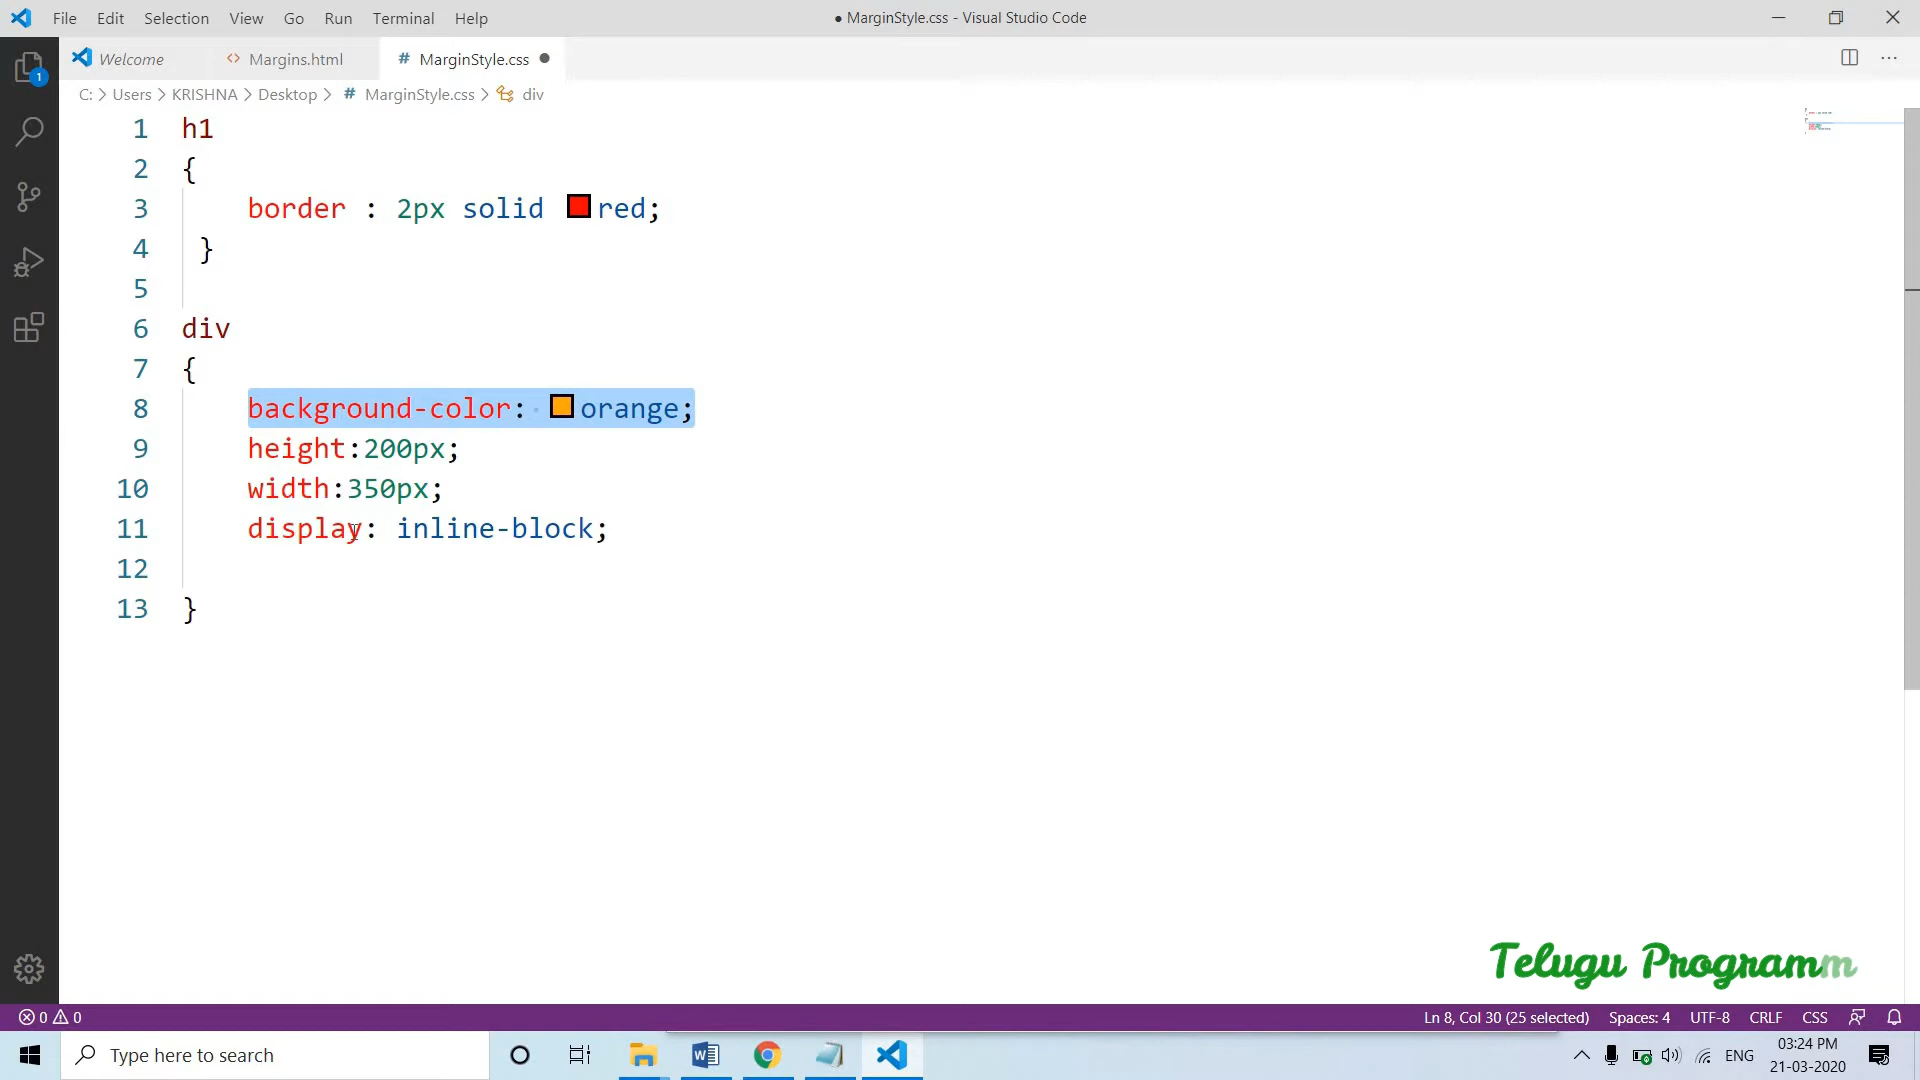 File Edit Selection View Go Run Terminal Help
● MarginStyle.css - Visual Studio Code
Welcome <> Margins.html # MarginStyle.css ●
C: > Users > KRISHNA > Desktop > # MarginStyle.css > div
1 h1
2 {
3 border : 2px solid red;
4 }
5
6 div
7 {
8 background-color: orange;
9 height:200px;
10 width:350px;
11 display: inline-block;
12
13 }
Telugu Programm
0 0
Ln 8, Col 30 (25 selected) Spaces: 4 UTF-8 CRLF CSS
Type here to search
ENG
03:24 PM
21-03-2020
1